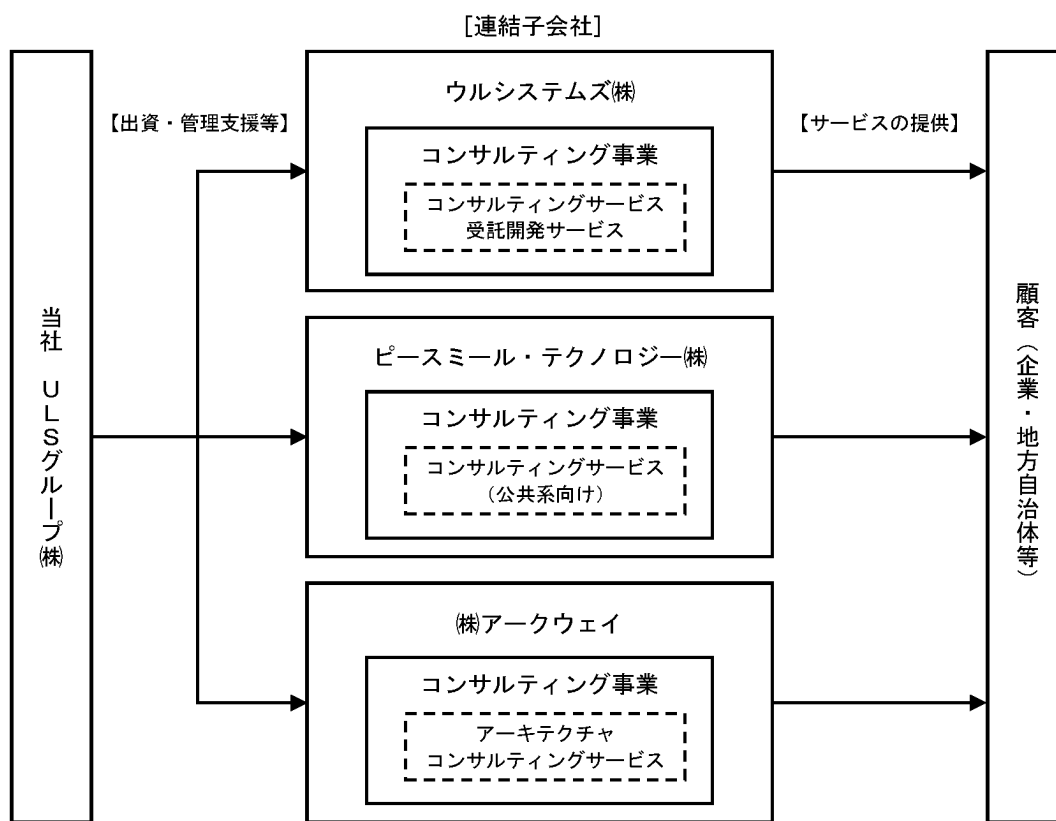 [連結子会社]
【出資・管理支援等】
【サービスの提供】
当社 ＵＬＳグループ㈱
ウルシステムズ㈱
コンサルティング事業
コンサルティングサービス
受託開発サービス
ピースミール・テクノロジー㈱
コンサルティング事業
コンサルティングサービス
（公共系向け）
㈱アークウェイ
コンサルティング事業
アーキテクチャ
コンサルティングサービス
顧客（企業・地方自治体等）